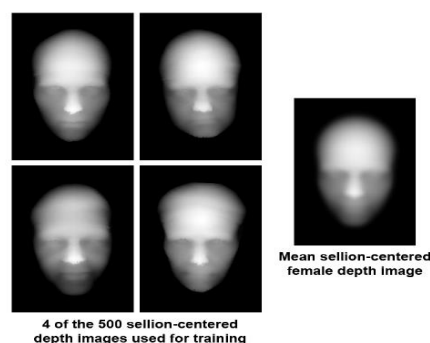 Mean sellion-centered
female depth image
4 of the 500 sellion-centered
depth images used for training